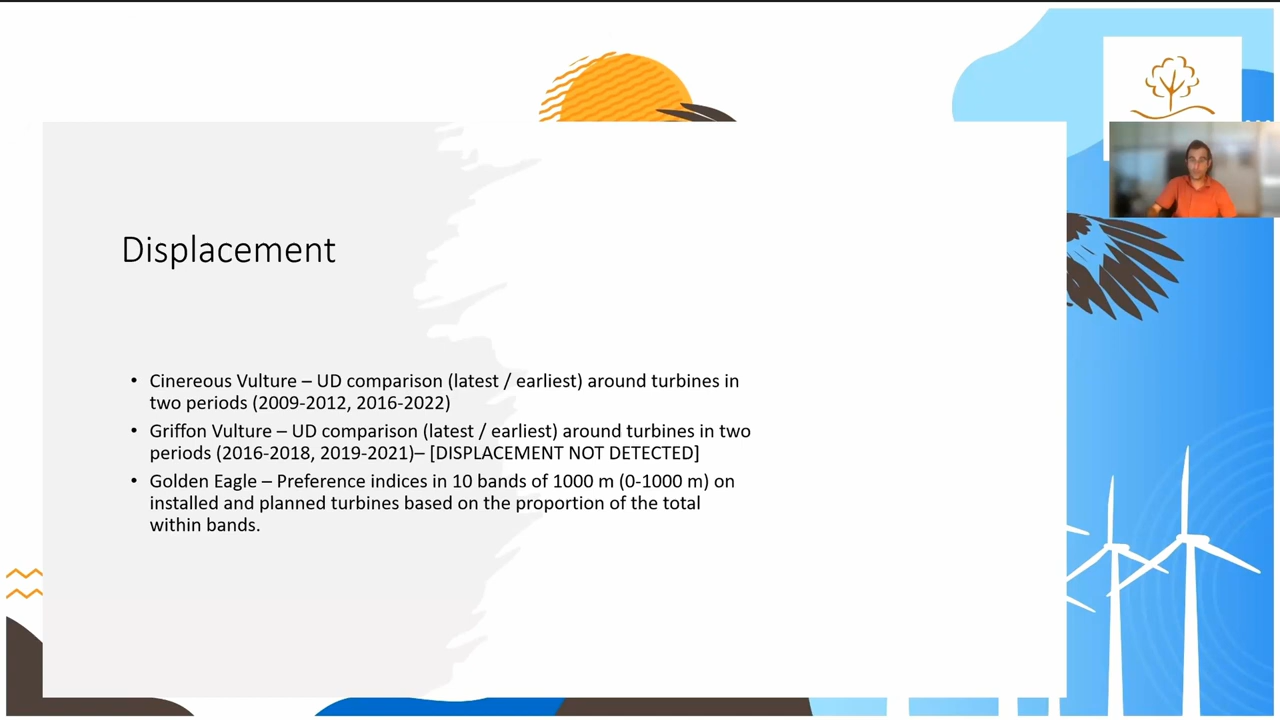 Displacement
• Cinereous Vulture – UD comparison (latest / earliest) around turbines in
two periods (2009-2012, 2016-2022)
• Griffon Vulture – UD comparison (latest / earliest) around turbines in two
periods (2016-2018, 2019-2021)– [DISPLACEMENT NOT DETECTED]
• Golden Eagle – Preference indices in 10 bands of 1000 m (0-1000 m) on
installed and planned turbines based on the proportion of the total
within bands.